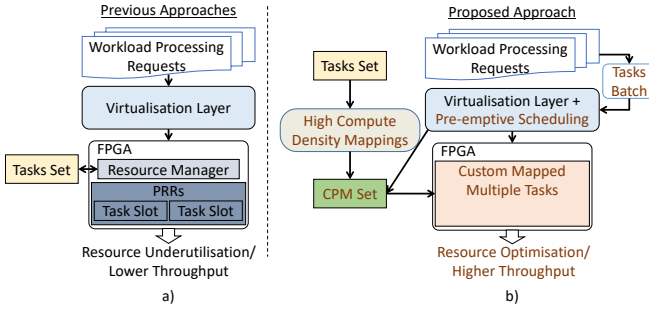 Previous Approaches
Workload Processing
Requests
Virtualisation Layer
FPGA
Tasks Set
Resource Manager
PRRs
Task Slot
Task Slot
Resource Underutilisation/
Lower Throughput
a)
Proposed Approach
Workload Processing
Requests
Tasks Set
Tasks
Batch
Virtualisation Layer +
Pre-emptive Scheduling
High Compute
Density Mappings
FPGA
Custom Mapped
Multiple Tasks
CPM Set
Resource Optimisation/
Higher Throughput
b)